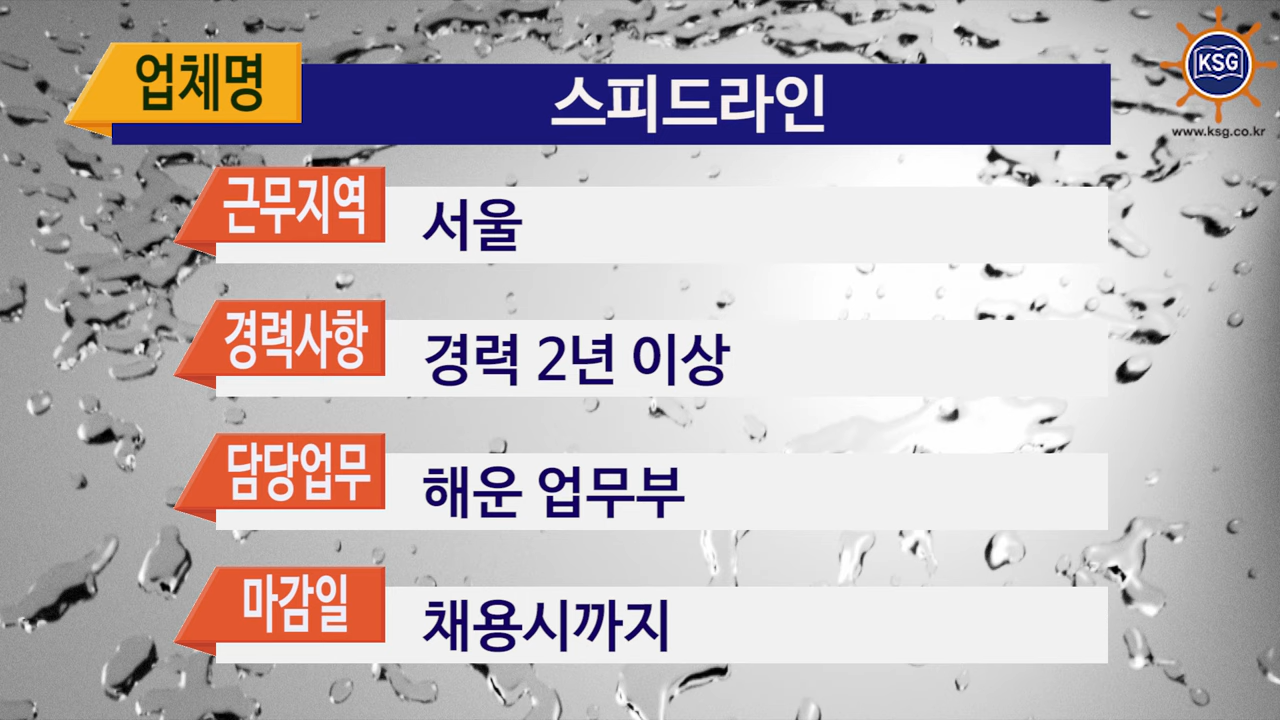 업체명
스피드라인
KSG
www.ksg.co.kr
근무지역
서울
경력사항
경력 2년 이상
담당업무
해운 업무부
마감일
채용시까지